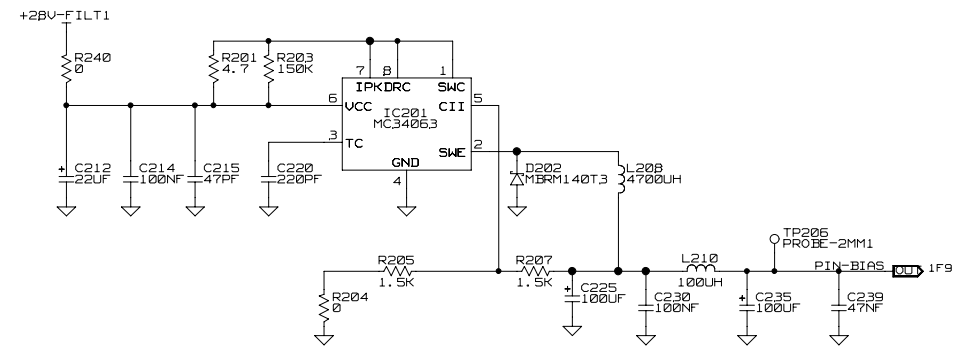 +28V-FILT1
R240
0
R201
4.7
R203
150K
7
8
1
IPK
DRC
SWC
6
VCC
CII
5
IC201
MC34063
3
TC
SWE
2
GND
4
C212
22UF
C214
100NF
C215
47PF
C220
220PF
D202
MBRM140T3
L208
4700UH
TP206
PROBE-2MM1
R205
1.5K
R207
1.5K
L210
100UH
PIN-BIAS
OUT
1F9
R204
0
C225
100UF
C230
100NF
C235
100UF
C239
47NF